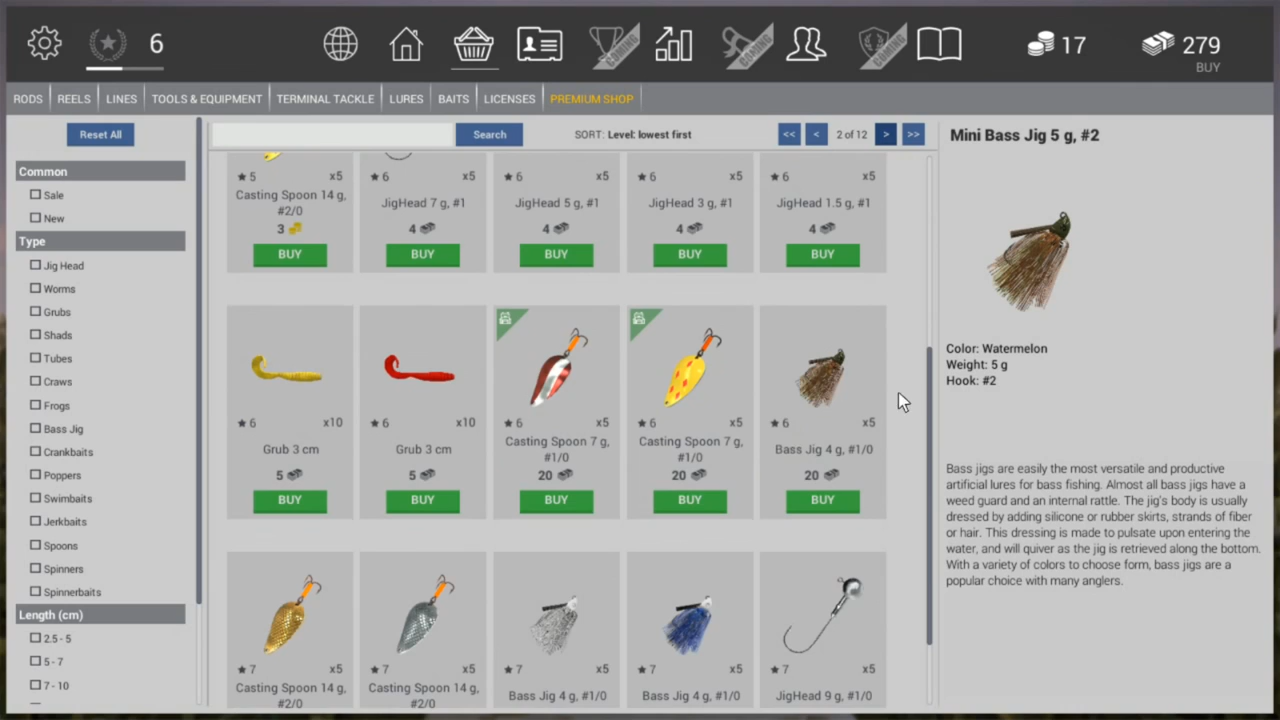 6
COMING
COMING
COMING
17
279
BUY
RODS
REELS
LINES
TOOLS & EQUIPMENT
TERMINAL TACKLE
LURES
BAITS
LICENSES
PREMIUM SHOP
Reset All
Common
Sale
New
Type
Jig Head
Worms
Grubs
Shads
Tubes
Craws
Frogs
Bass Jig
Crankbaits
Poppers
Swimbaits
Jerkbaits
Spoons
Spinners
Spinnerbaits
Length (cm)
2.5 - 5
5 - 7
7 - 10
Search
SORT: Level: lowest first
<<
<
2 of 12
>
>>
5 x5
Casting Spoon 14 g,
#2/0
3
BUY
6 x5
JigHead 7 g, #1
4
BUY
6 x5
JigHead 5 g, #1
4
BUY
6 x5
JigHead 3 g, #1
4
BUY
6 x5
JigHead 1.5 g, #1
4
BUY
6 x10
Grub 3 cm
5
BUY
6 x10
Grub 3 cm
5
BUY
6 x5
Casting Spoon 7 g,
#1/0
20
BUY
6 x5
Casting Spoon 7 g,
#1/0
20
BUY
6 x5
Bass Jig 4 g, #1/0
20
BUY
7 x5
Casting Spoon 14 g,
#2/0
7 x5
Casting Spoon 14 g,
#2/0
7 x5
Bass Jig 4 g, #1/0
7 x5
Bass Jig 4 g, #1/0
7 x5
JigHead 9 g, #1/0
Mini Bass Jig 5 g, #2
Color: Watermelon
Weight: 5 g
Hook: #2
Bass jigs are easily the most versatile and productive
artificial lures for bass fishing. Almost all bass jigs have a
weed guard and an internal rattle. The jig's body is usually
dressed by adding silicone or rubber skirts, strands of fiber
or hair. This dressing is made to pulsate upon entering the
water, and will quiver as the jig is retrieved along the bottom.
With a variety of colors to choose form, bass jigs are a
popular choice with many anglers.